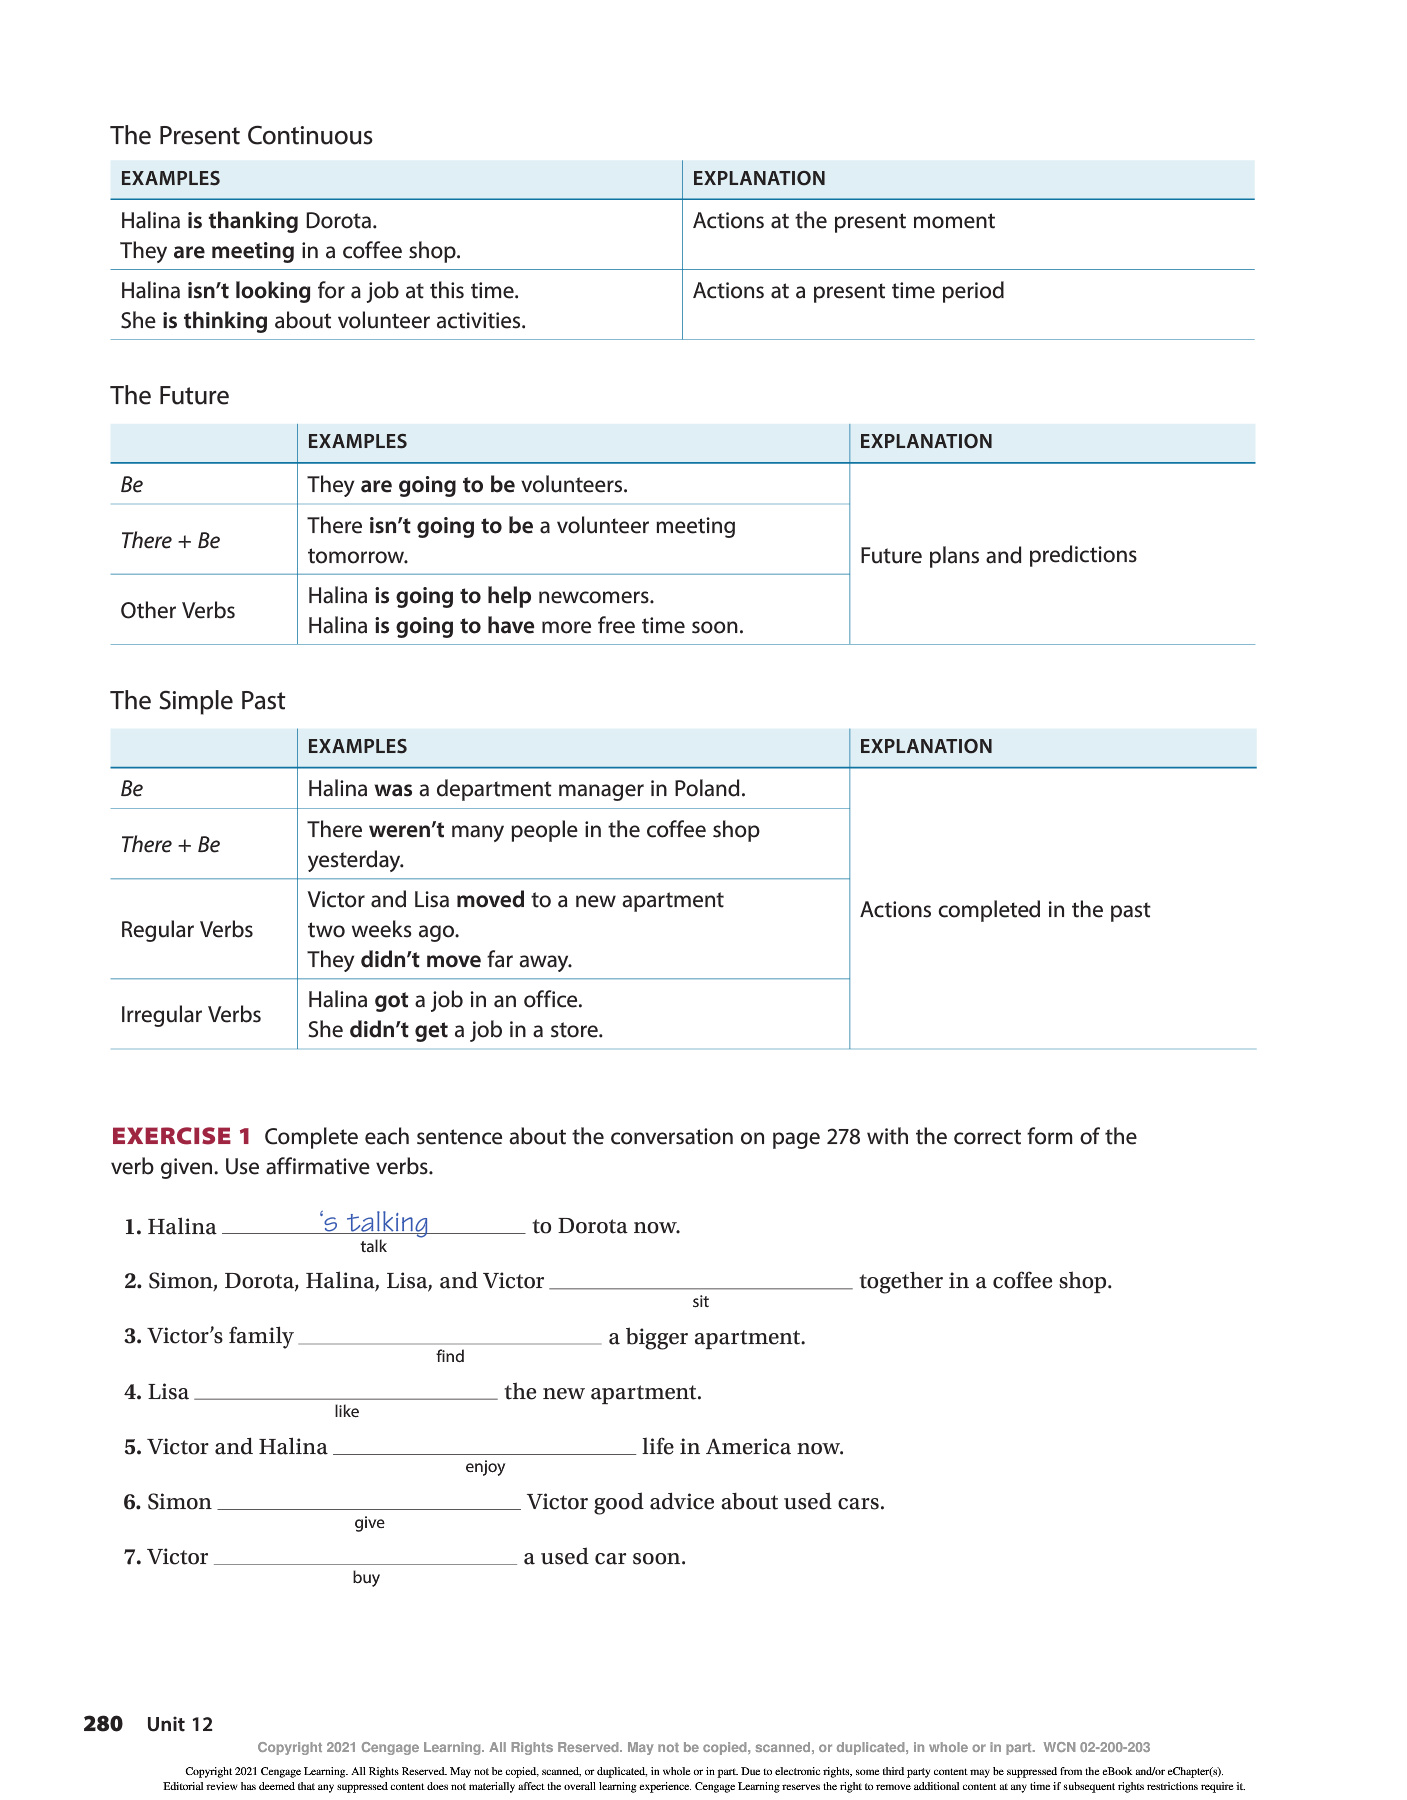 The Present Continuous
EXAMPLES EXPLANATION
Halina is thanking Dorota. Actions at the present moment
They are meeting in a coffee shop.
Halina isn’t looking for a job at this time. Actions at a present time period
She is thinking about volunteer activities.
The Future
EXAMPLES EXPLANATION
Be They are going to be volunteers.
There + Be There isn’t going to be a volunteer meeting
tomorrow.
Future plans and predictions
Other Verbs Halina is going to help newcomers.
Halina is going to have more free time soon.
The Simple Past
EXAMPLES EXPLANATION
Be Halina was a department manager in Poland.
There + Be There weren’t many people in the coffee shop
yesterday.
Actions completed in the past
Regular Verbs Victor and Lisa moved to a new apartment
two weeks ago.
They didn’t move far away.
Irregular Verbs Halina got a job in an office.
She didn’t get a job in a store.
EXERCISE 1 Complete each sentence about the conversation on page 278 with the correct form of the
verb given. Use affirmative verbs.
1. Halina ‘s talking to Dorota now.
talk
2. Simon, Dorota, Halina, Lisa, and Victor together in a coffee shop.
sit
3. Victor’s family a bigger apartment.
find
4. Lisa the new apartment.
like
5. Victor and Halina life in America now.
enjoy
6. Simon Victor good advice about used cars.
give
7. Victor a used car soon.
buy
280 Unit 12
Copyright 2021 Cengage Learning. All Rights Reserved. May not be copied, scanned, or duplicated, in whole or in part. WCN 02-200-203
Copyright 2021 Cengage Learning. All Rights Reserved. May not be copied, scanned, or duplicated, in whole or in part. Due to electronic rights, some third party content may be suppressed from the eBook and/or eChapter(s).
Editorial review has deemed that any suppressed content does not materially affect the overall learning experience. Cengage Learning reserves the right to remove additional content at any time if subsequent rights restrictions require it.